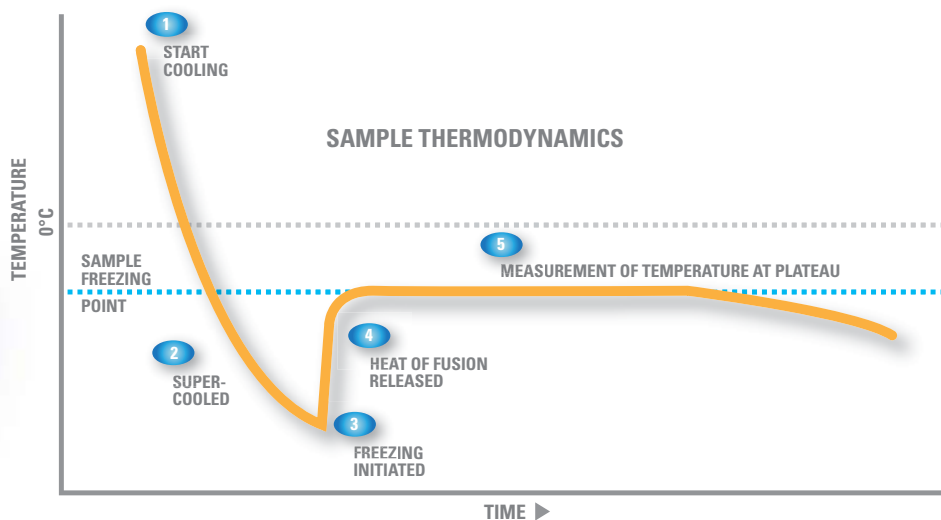 1
START
COOLING
SAMPLE THERMODYNAMICS
TEMPERATURE
0°C
5
MEASUREMENT OF TEMPERATURE AT PLATEAU
SAMPLE
FREEZING
POINT
4
HEAT OF FUSION
RELEASED
2
SUPER-
COOLED
3
FREEZING
INITIATED
TIME